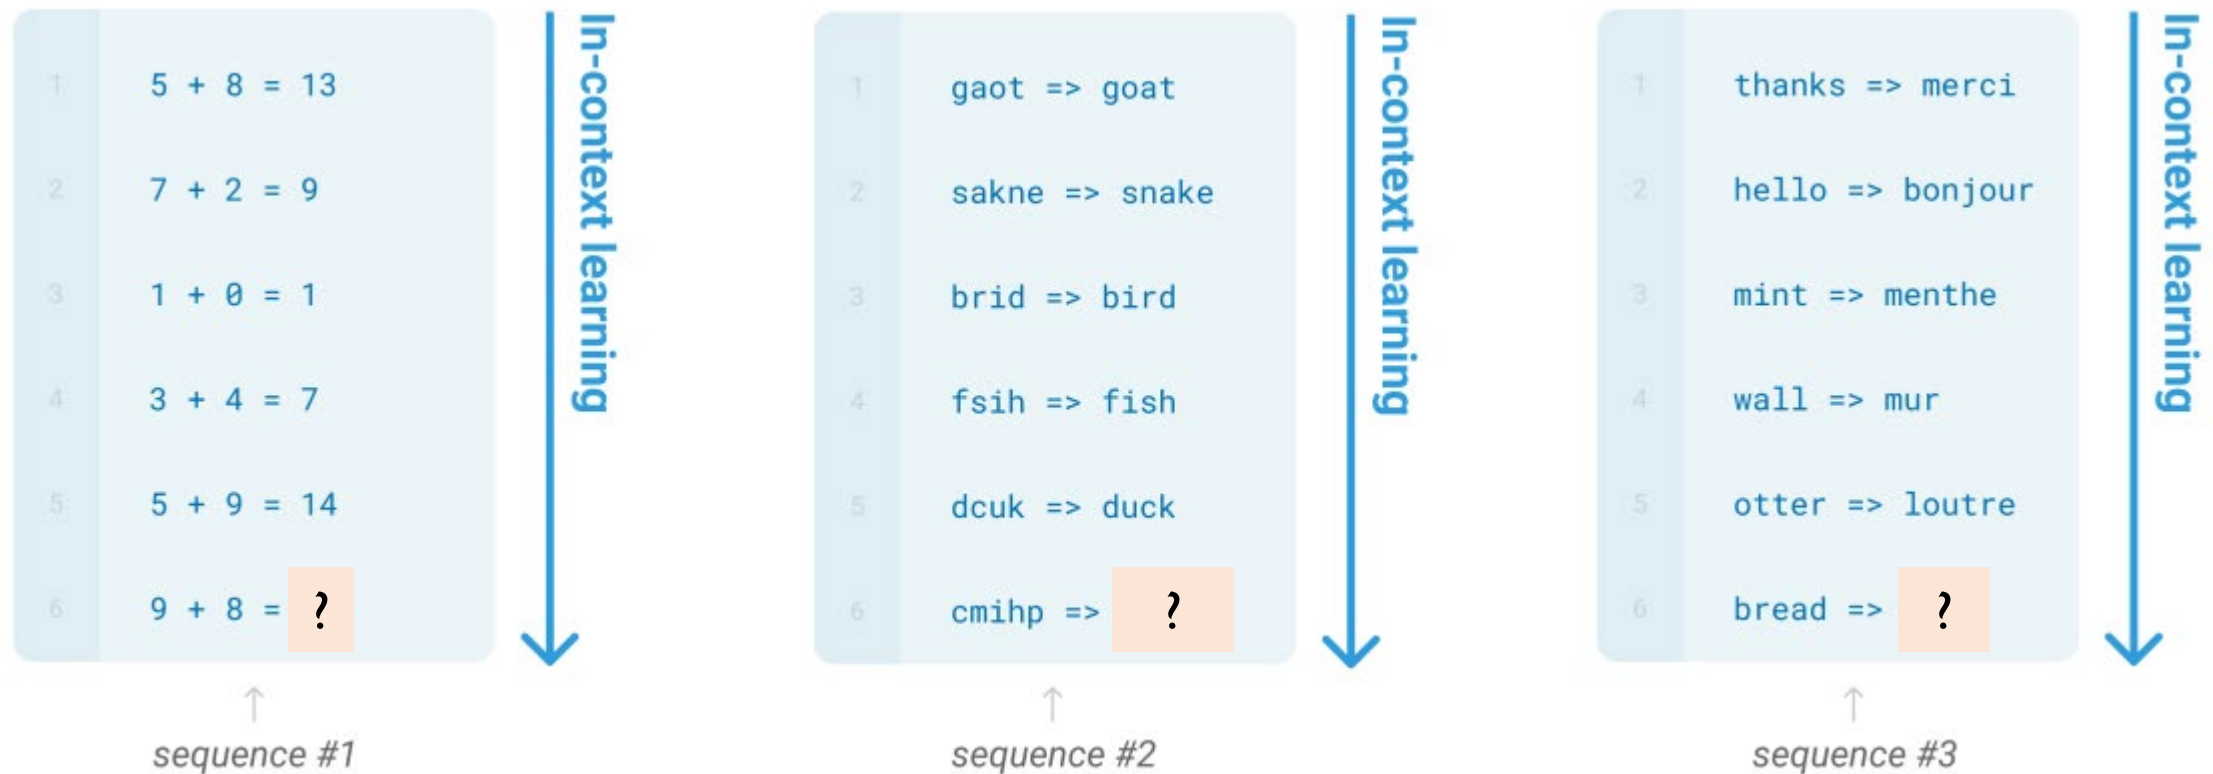 1 5 + 8 = 13
2 7 + 2 = 9
3 1 + 0 = 1
4 3 + 4 = 7
5 5 + 9 = 14
6 9 + 8 = ?
In-context learning
sequence #1
1 gaot => goat
2 sakne => snake
3 brid => bird
4 fsih => fish
5 dcuk => duck
6 cmihp => ?
In-context learning
sequence #2
1 thanks => merci
2 hello => bonjour
3 mint => menthe
4 wall => mur
5 otter => loutre
6 bread => ?
In-context learning
sequence #3